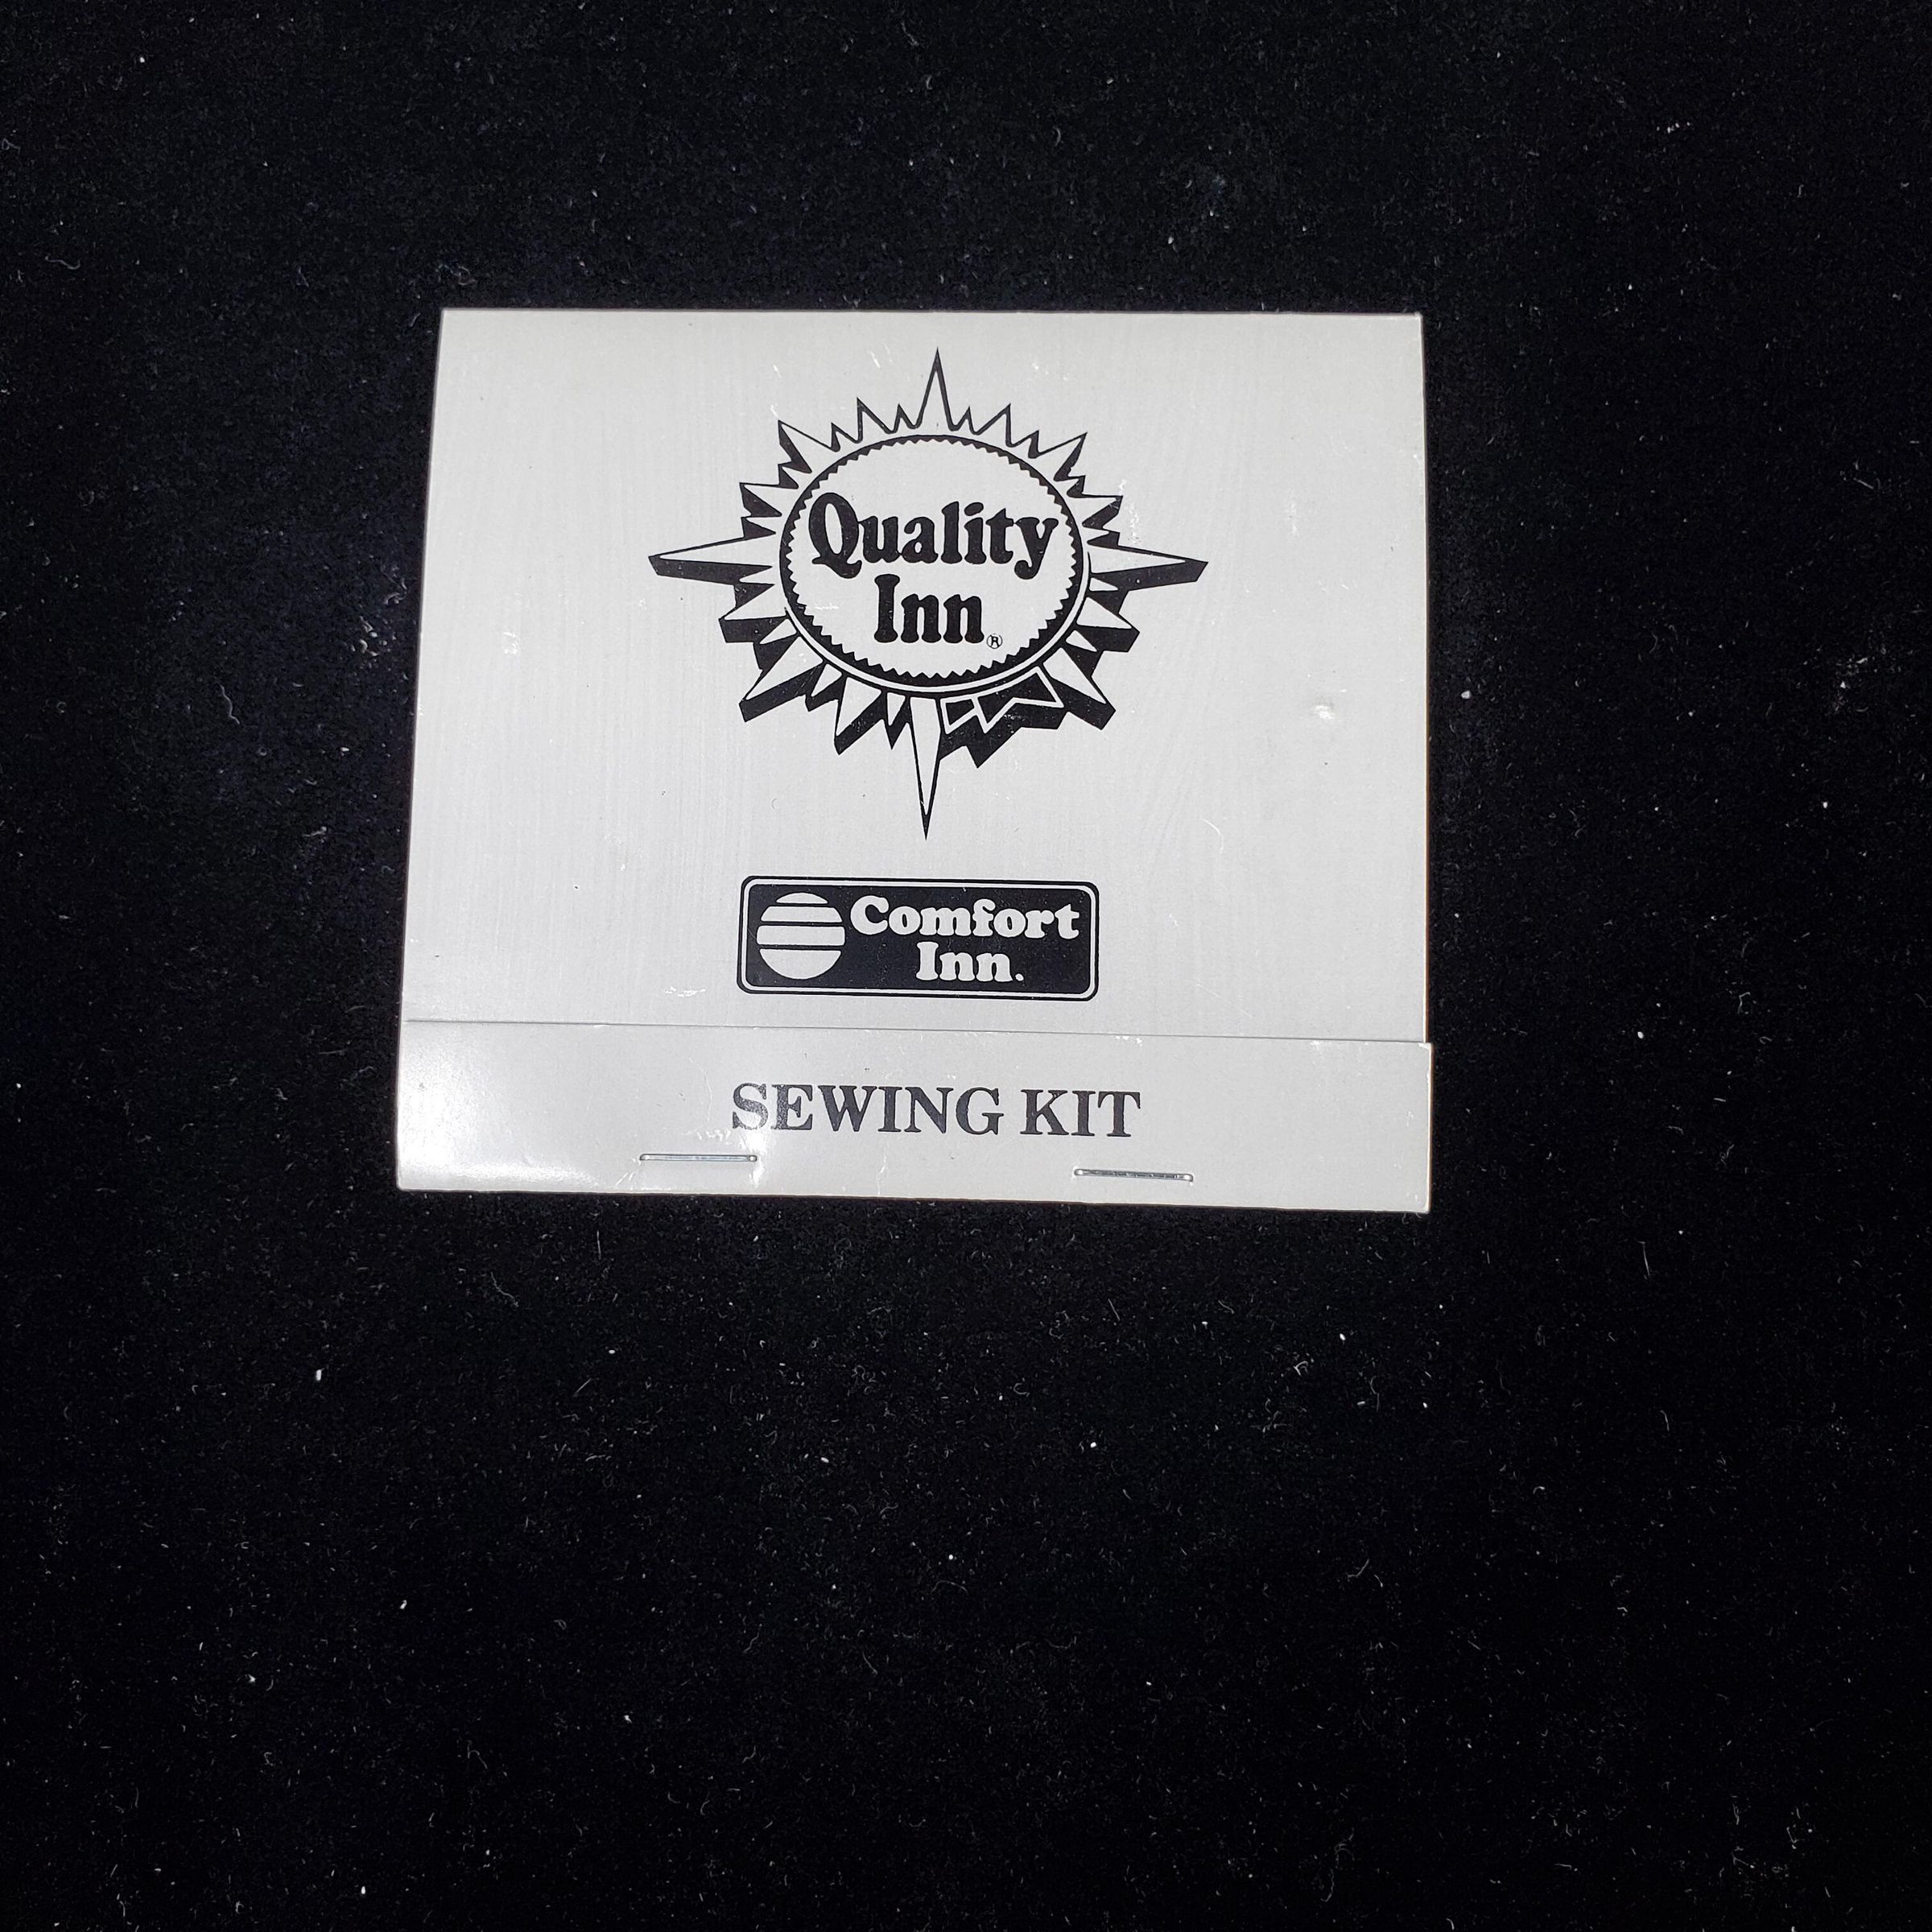 Quality
Inn®
Comfort
Inn.
SEWING KIT